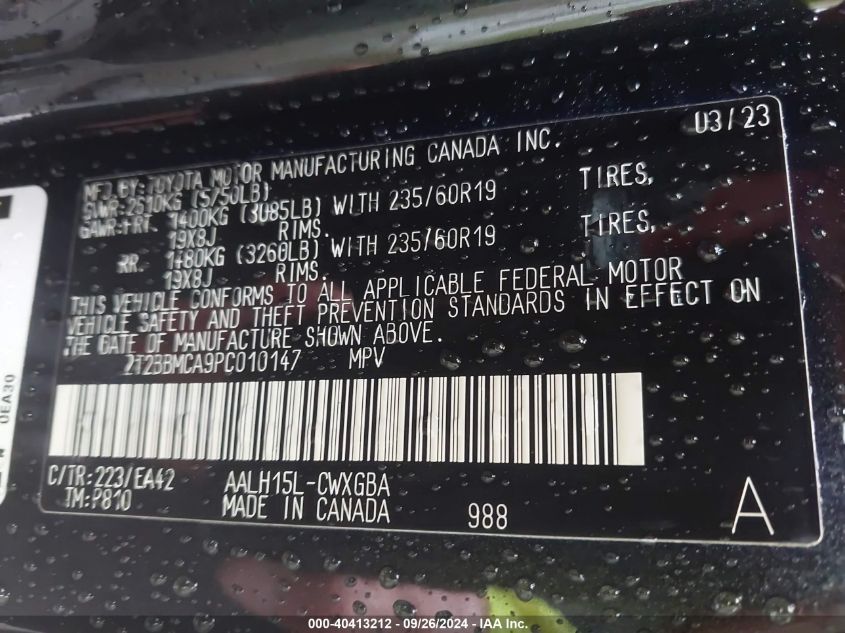 03/23
MFD.BY:TOYOTA MOTOR MANUFACTURING CANADA INC.
GVWR:2610KG (5750LB)
GAWR:FRT. 1400KG (3085LB) WITH 235/60R19 TIRES,
19X8J RIMS.
RR. 1480KG (3260LB) WITH 235/60R19 TIRES,
19X8J RIMS.
THIS VEHICLE CONFORMS TO ALL APPLICABLE FEDERAL MOTOR
VEHICLE SAFETY AND THEFT PREVENTION STANDARDS IN EFFECT ON
THE DATE OF MANUFACTURE SHOWN ABOVE.
2T2BBMCA9PC010147 MPV
C/TR:223/EA42 AALH15L-CWXGBA
TM:P810 MADE IN CANADA 988 A
0EA30
000-40413212 - 09/26/2024 - IAA Inc.